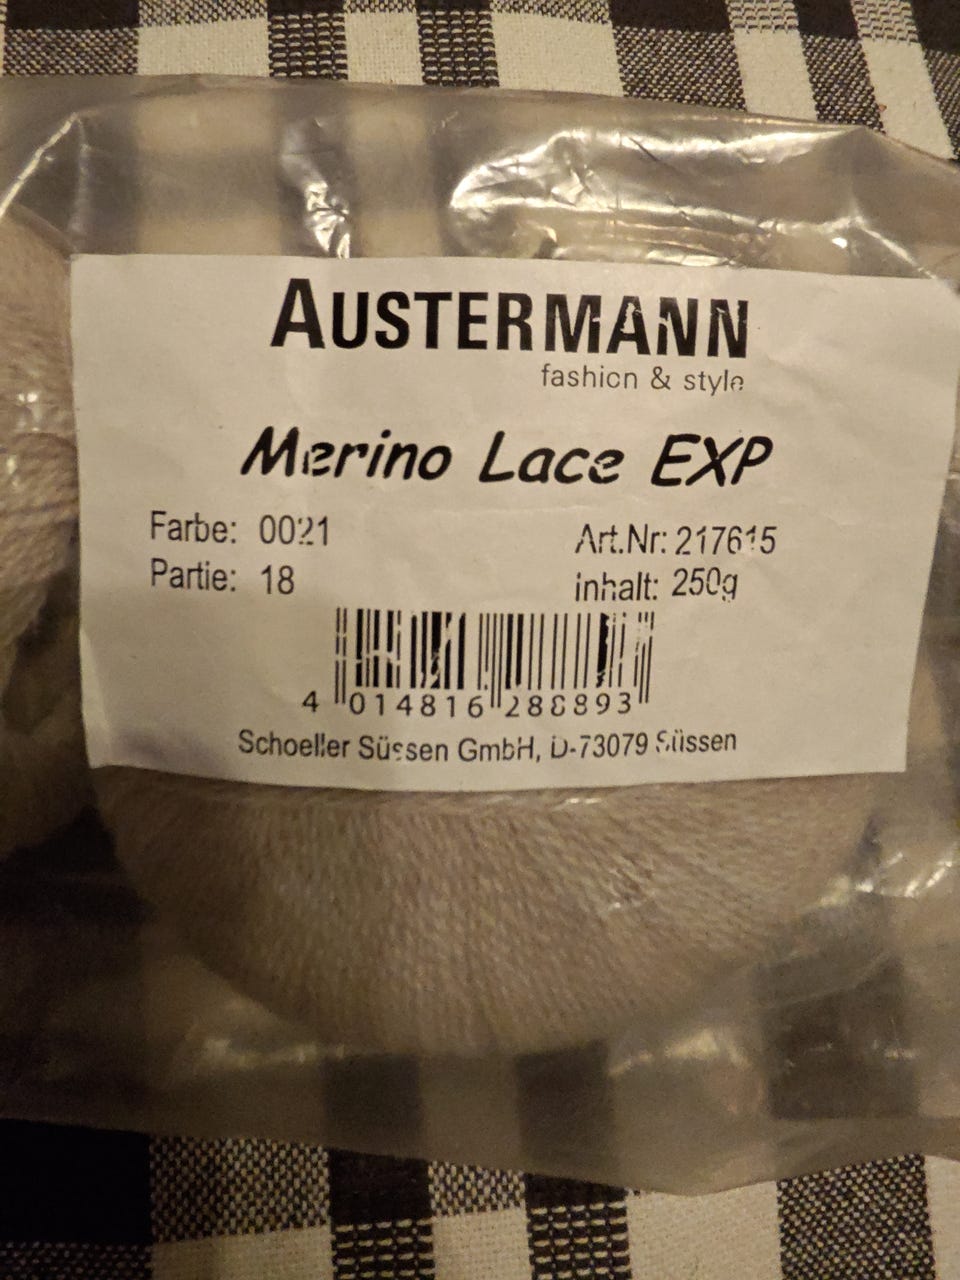 AUSTERMANN
fashion & style
Merino Lace EXP
Farbe: 0021
Art.Nr: 217615
Partie: 18
inhalt: 250g
4 014816 288893
Schoeller Süssen GmbH, D-73079 Süssen